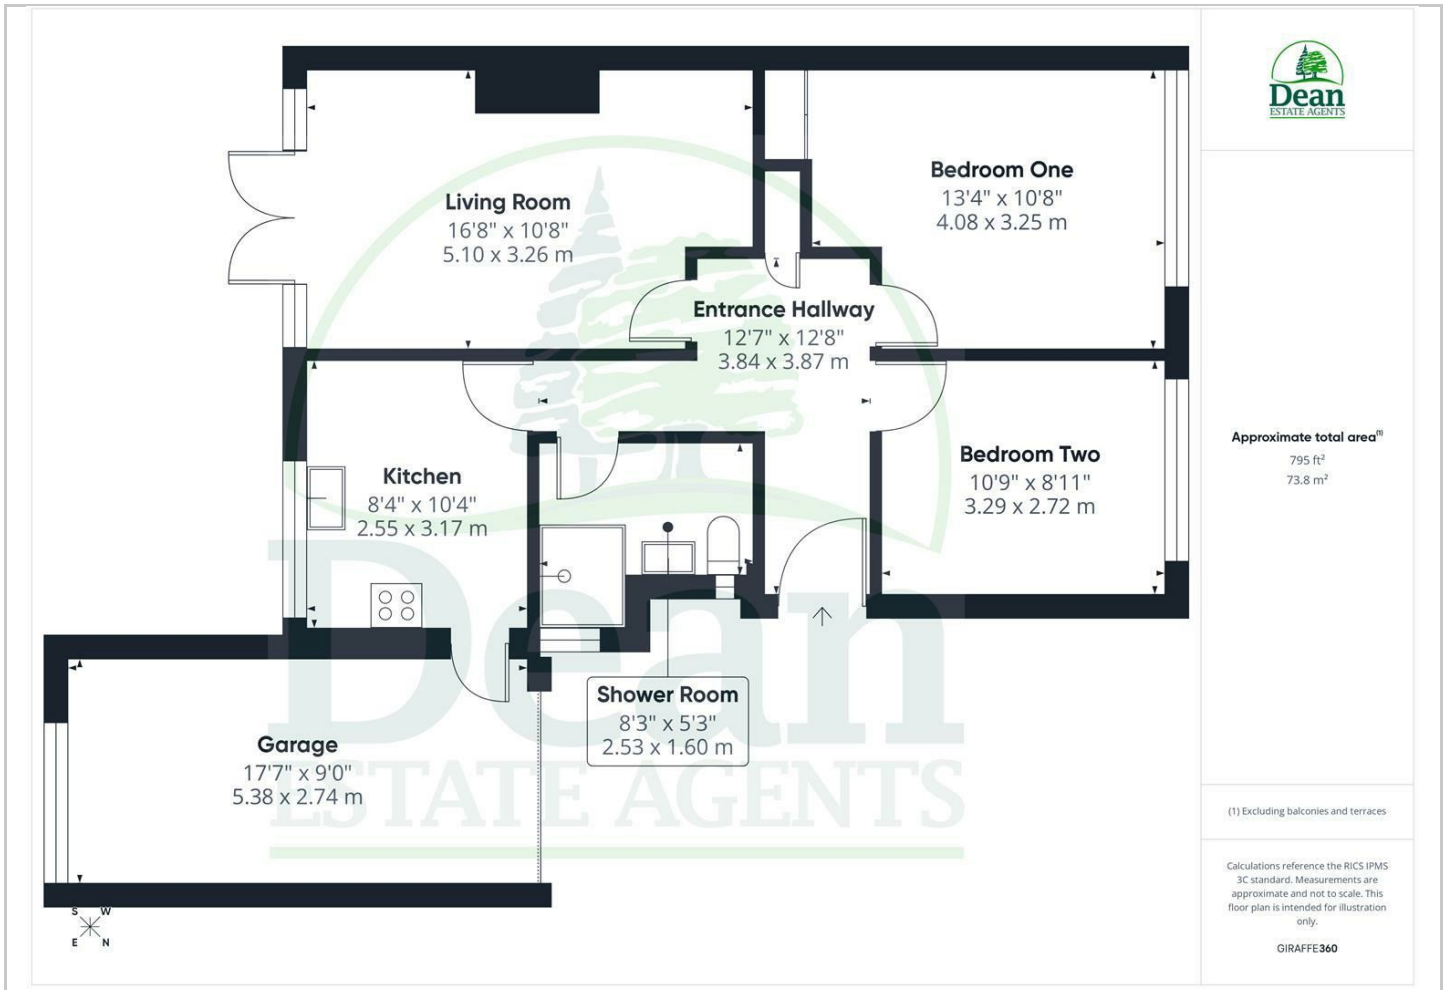 Dean
ESTATE AGENTS
Living Room
16'8" x 10'8"
5.10 x 3.26 m
Bedroom One
13'4" x 10'8"
4.08 x 3.25 m
Entrance Hallway
12'7" x 12'8"
3.84 x 3.87 m
Kitchen
8'4" x 10'4"
2.55 x 3.17 m
Bedroom Two
10'9" x 8'11"
3.29 x 2.72 m
Shower Room
8'3" x 5'3"
2.53 x 1.60 m
Garage
17'7" x 9'0"
5.38 x 2.74 m
Dean
ESTATE AGENTS
S W
E N
Approximate total area⁽¹⁾
795 ft²
73.8 m²
(1) Excluding balconies and terraces
Calculations reference the RICS IPMS
3C standard. Measurements are
approximate and not to scale. This
floor plan is intended for illustration
only.
GIRAFFE360